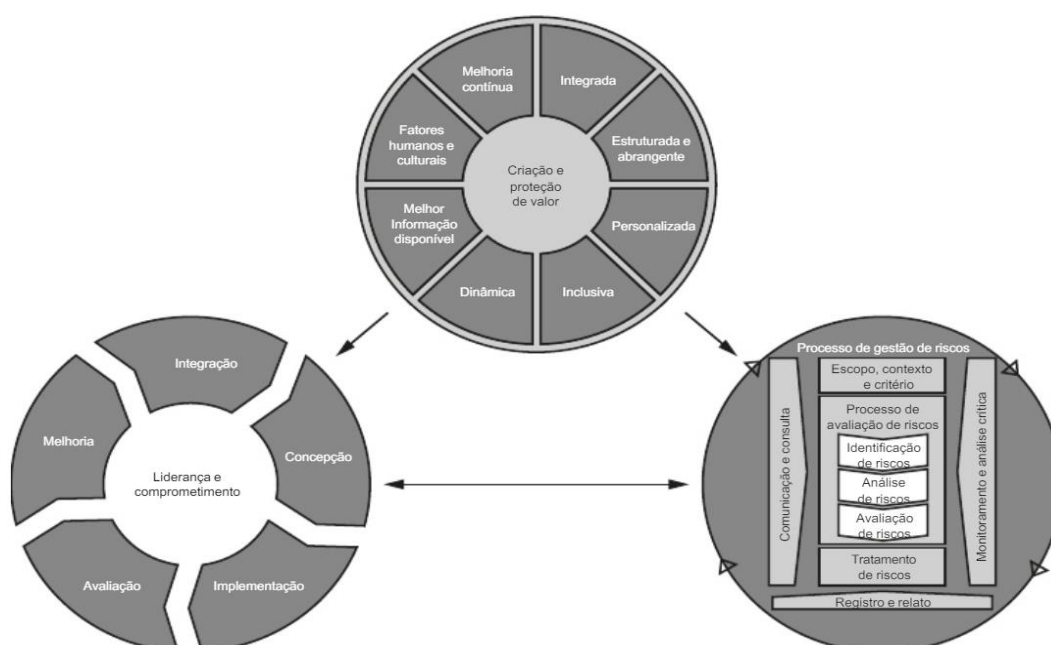 Melhoria
contínua
Integrada
Fatores
humanos e
culturais
Estruturada e
abrangente
Criação e
proteção
de valor
Melhor
Informação
disponível
Personalizada
Dinâmica
Inclusiva
Integração
Melhoria
Concepção
Liderança e
comprometimento
Avaliação
Implementação
Processo de gestão de riscos
Escopo, contexto
e critério
Processo de
avaliação de riscos
Identificação
de riscos
Análise
de riscos
Avaliação
de riscos
Tratamento
de riscos
Comunicação e consulta
Monitoramento e análise crítica
Registro e relato